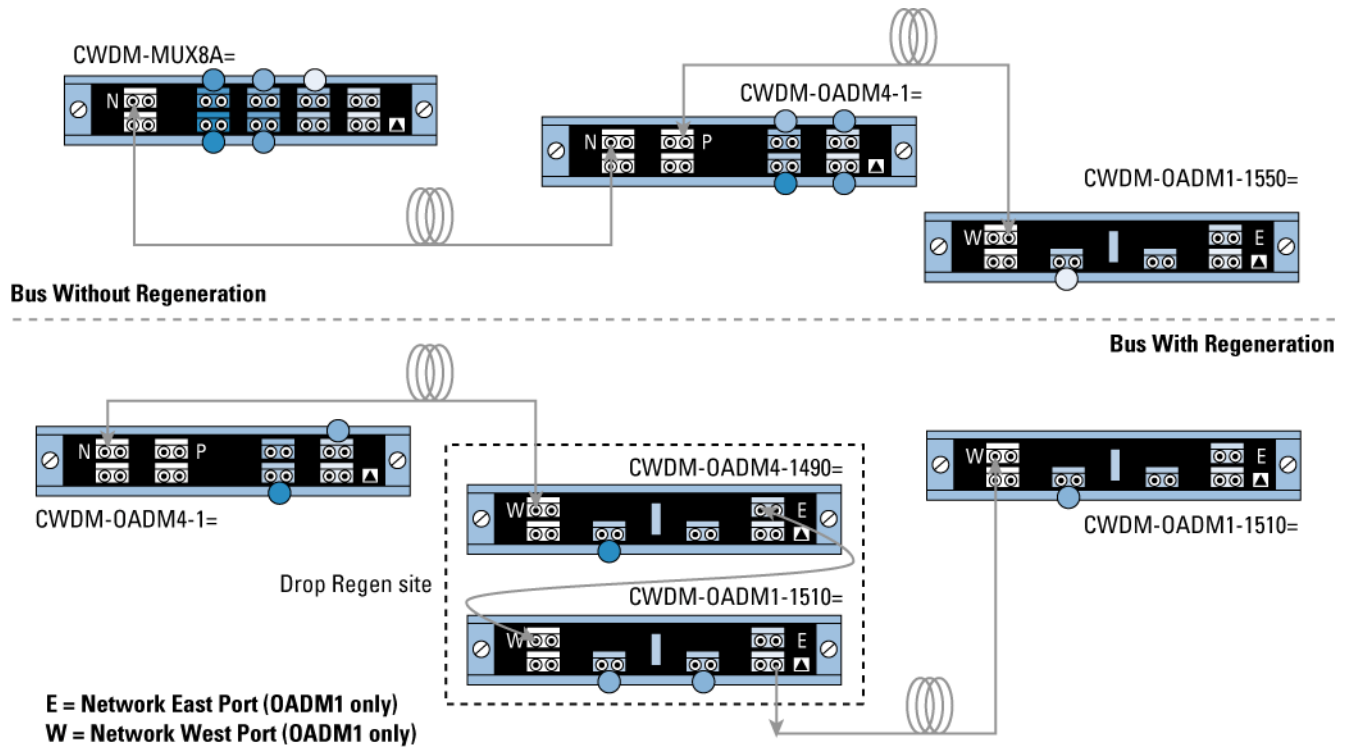 CWDM-MUX8A=
N
CWDM-OADM4-1=
N P
CWDM-OADM1-1550=
W E
Bus Without Regeneration
Bus With Regeneration
N P
CWDM-OADM4-1=
CWDM-OADM4-1490=
W E
Drop Regen site
CWDM-OADM1-1510=
W E
W E
CWDM-OADM1-1510=
E = Network East Port (OADM1 only)
W = Network West Port (OADM1 only)